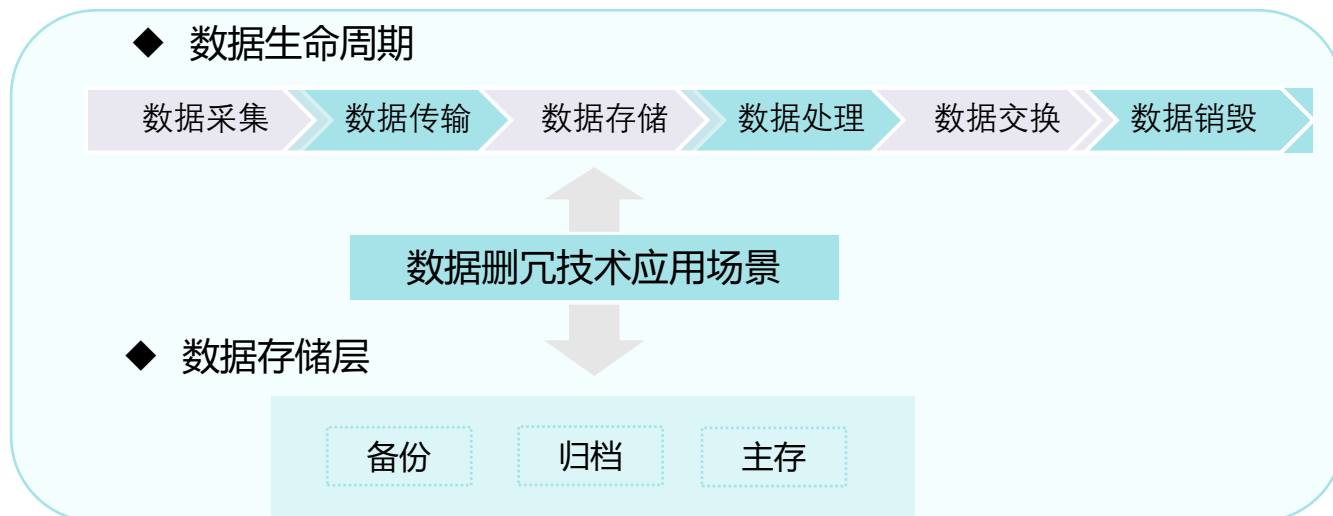 ◆ 数据生命周期
数据采集 数据传输 数据存储 数据处理 数据交换 数据销毁
数据删冗技术应用场景
◆ 数据存储层
备份 归档 主存